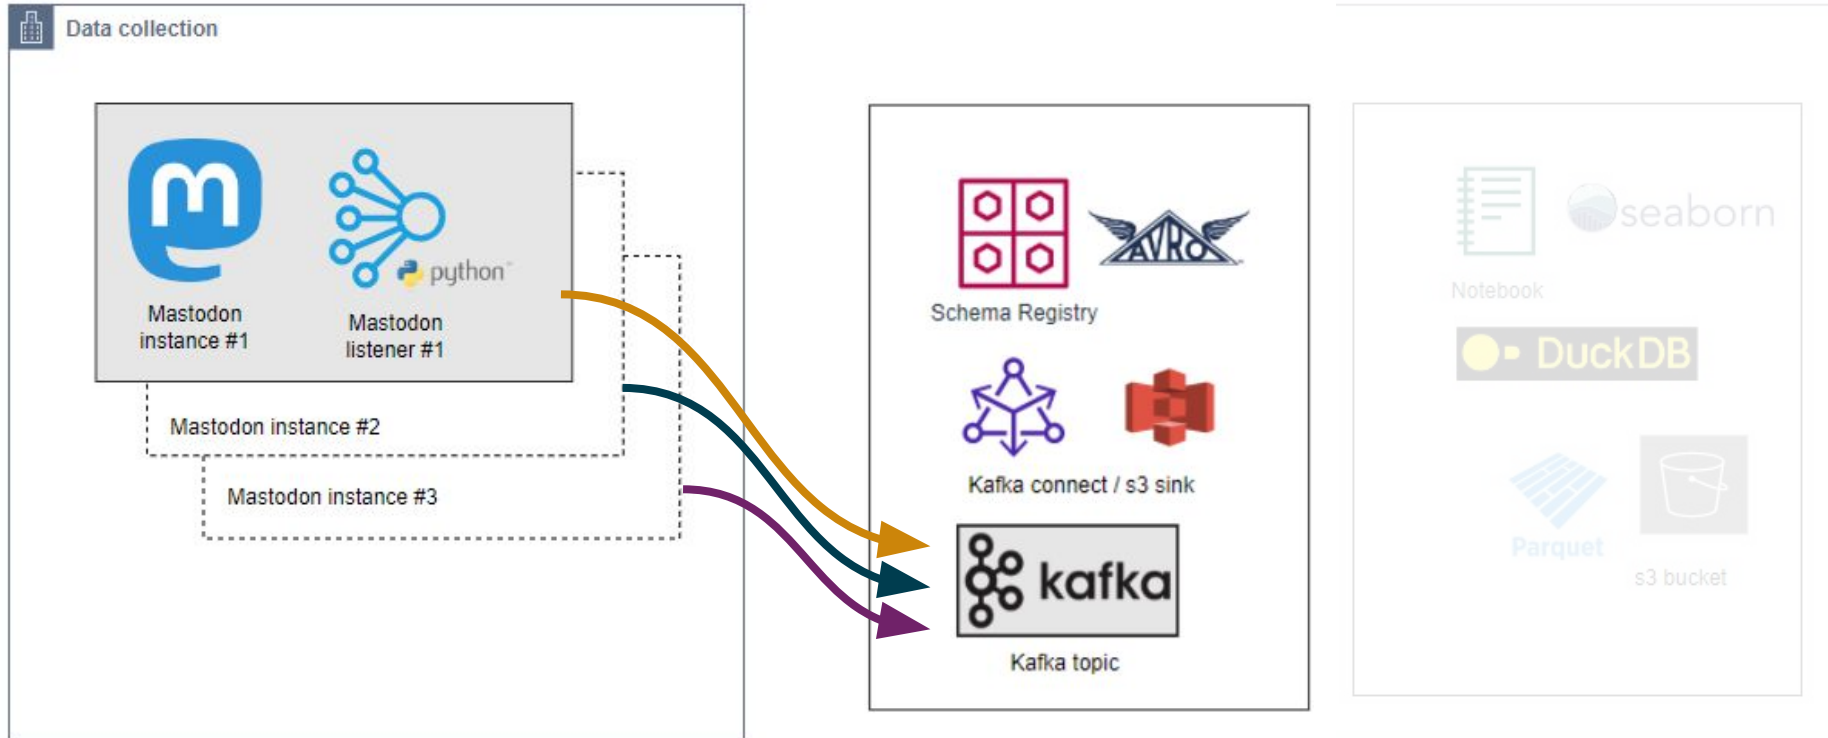 Data collection
python
Mastodon
instance #1
Mastodon
listener #1
Mastodon instance #2
Mastodon instance #3
AVRO
Schema Registry
Kafka connect / s3 sink
kafka
Kafka topic
seaborn
Notebook
DuckDB
Parquet
s3 bucket